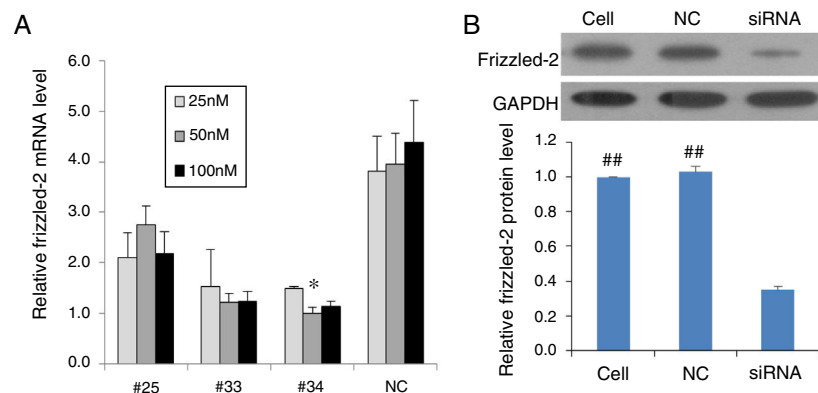 A
Relative frizzled-2 mRNA level
6.0
5.0
4.0
3.0
2.0
1.0
0.0
25nM
50nM
100nM
*
#25
#33
#34
NC
B
Cell
NC
siRNA
Frizzled-2
GAPDH
Relative frizzled-2 protein level
1.2
1.0
0.8
0.6
0.4
0.2
0.0
##
##
Cell
NC
siRNA